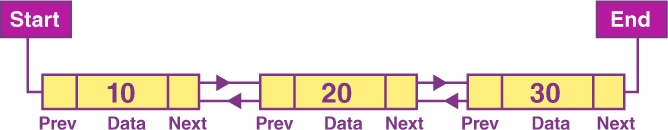 Start End
10 20 30
Prev Data Next Prev Data Next Prev Data Next